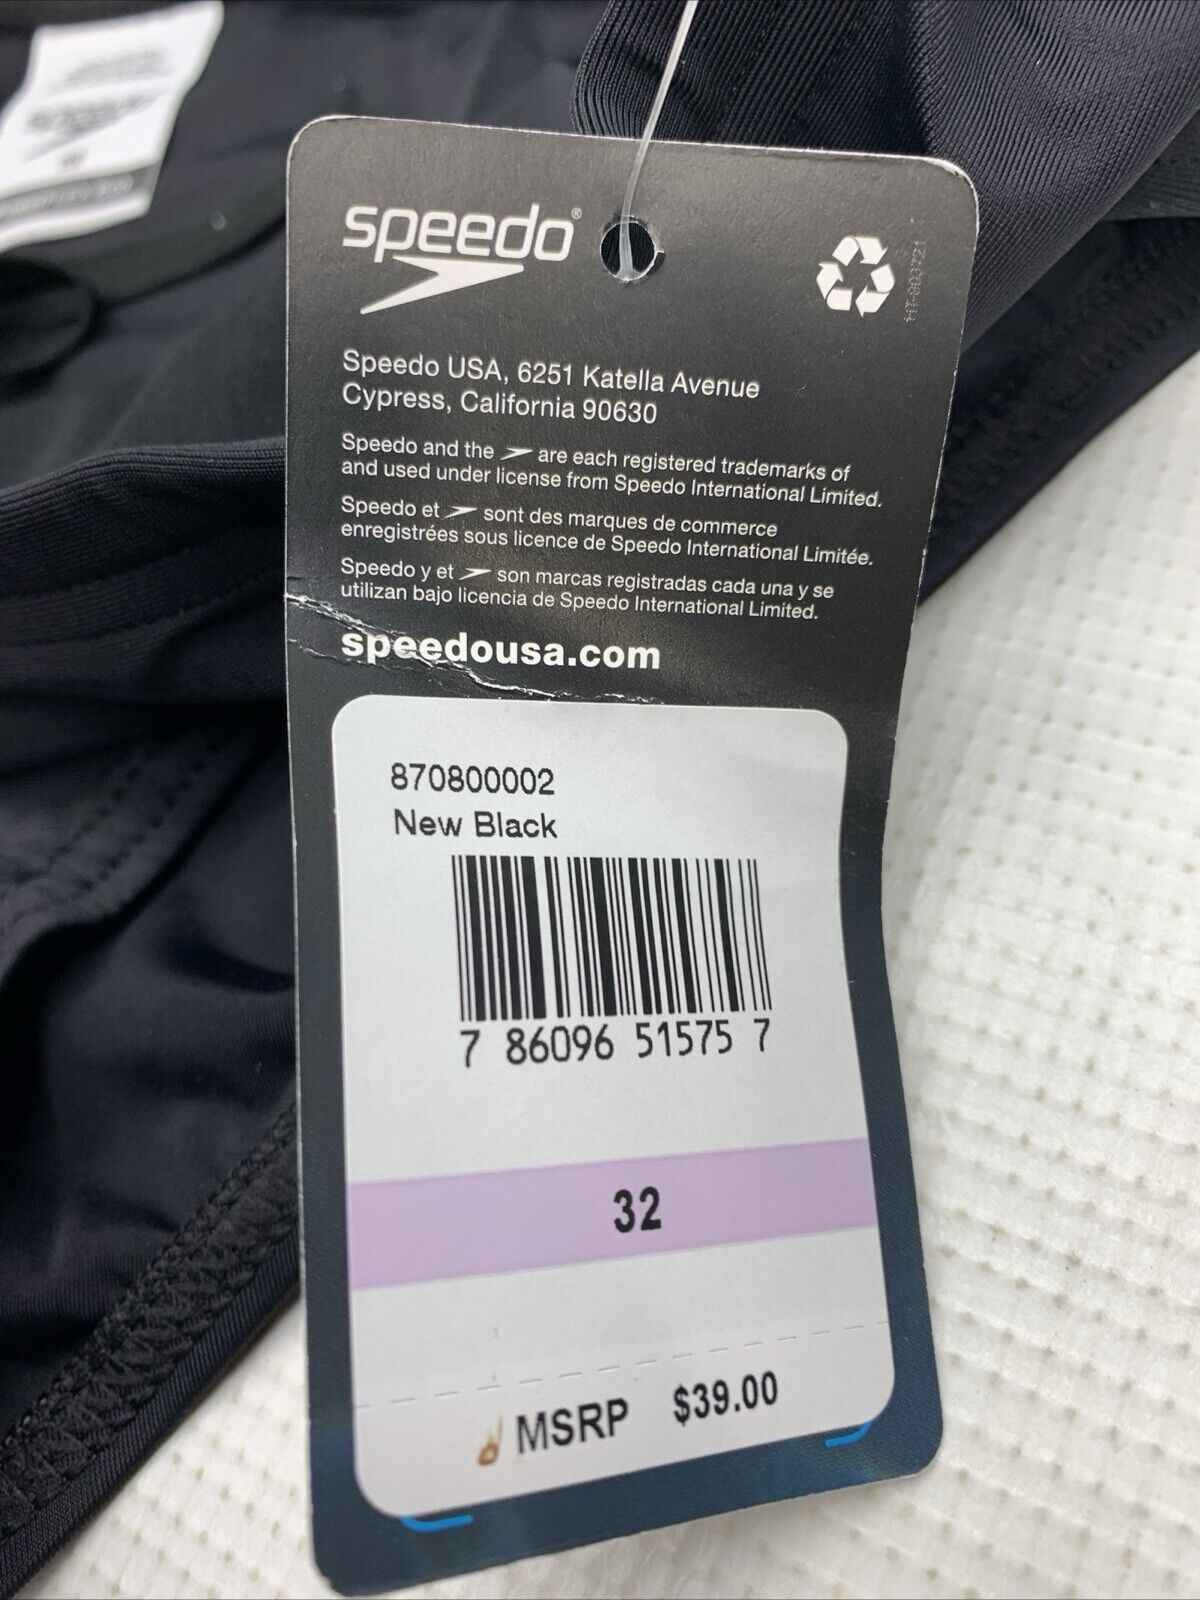 speedo®
HT-903721
Speedo USA, 6251 Katella Avenue
Cypress, California 90630
Speedo and the are each registered trademarks of
and used under license from Speedo International Limited.
Speedo et sont des marques de commerce
enregistrées sous licence de Speedo International Limitée.
Speedo y et son marcas registradas cada una y se
utilizan bajo licencia de Speedo International Limited.
speedousa.com
870800002
New Black
7 86096 51575 7
32
MSRP $39.00